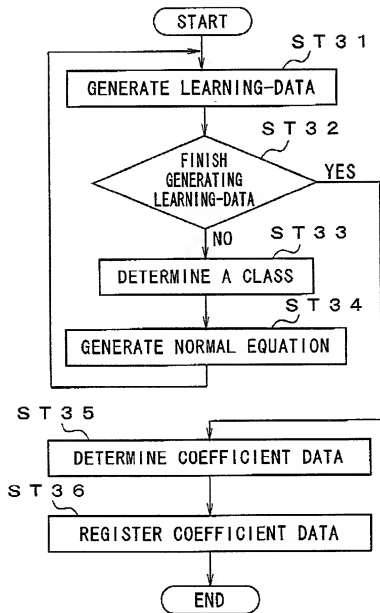 START
ST31
GENERATE LEARNING-DATA
ST32
FINISH
GENERATING
LEARNING-DATA
YES
NO
ST33
DETERMINE A CLASS
ST34
GENERATE NORMAL EQUATION
ST35
DETERMINE COEFFICIENT DATA
ST36
REGISTER COEFFICIENT DATA
END